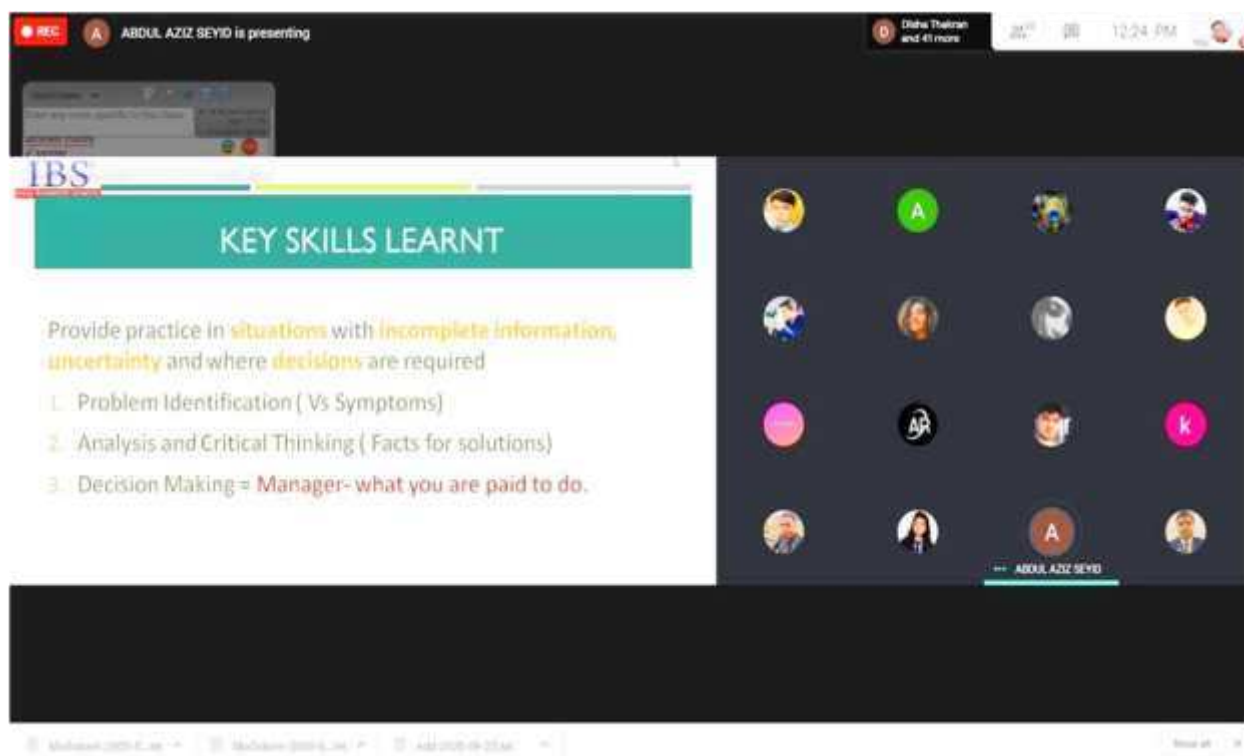 REC
A
ABDUL AZIZ SEYID is presenting
D
Disha Thakran
and 41 more
12:24 PM
IBS
KEY SKILLS LEARNT
Provide practice in situations with incomplete information,
uncertainty and where decisions are required
1. Problem Identification ( Vs Symptoms)
2. Analysis and Critical Thinking ( Facts for solutions)
3. Decision Making = Manager- what you are paid to do.
A
AR
k
A
ABDUL AZIZ SEYID
Show all